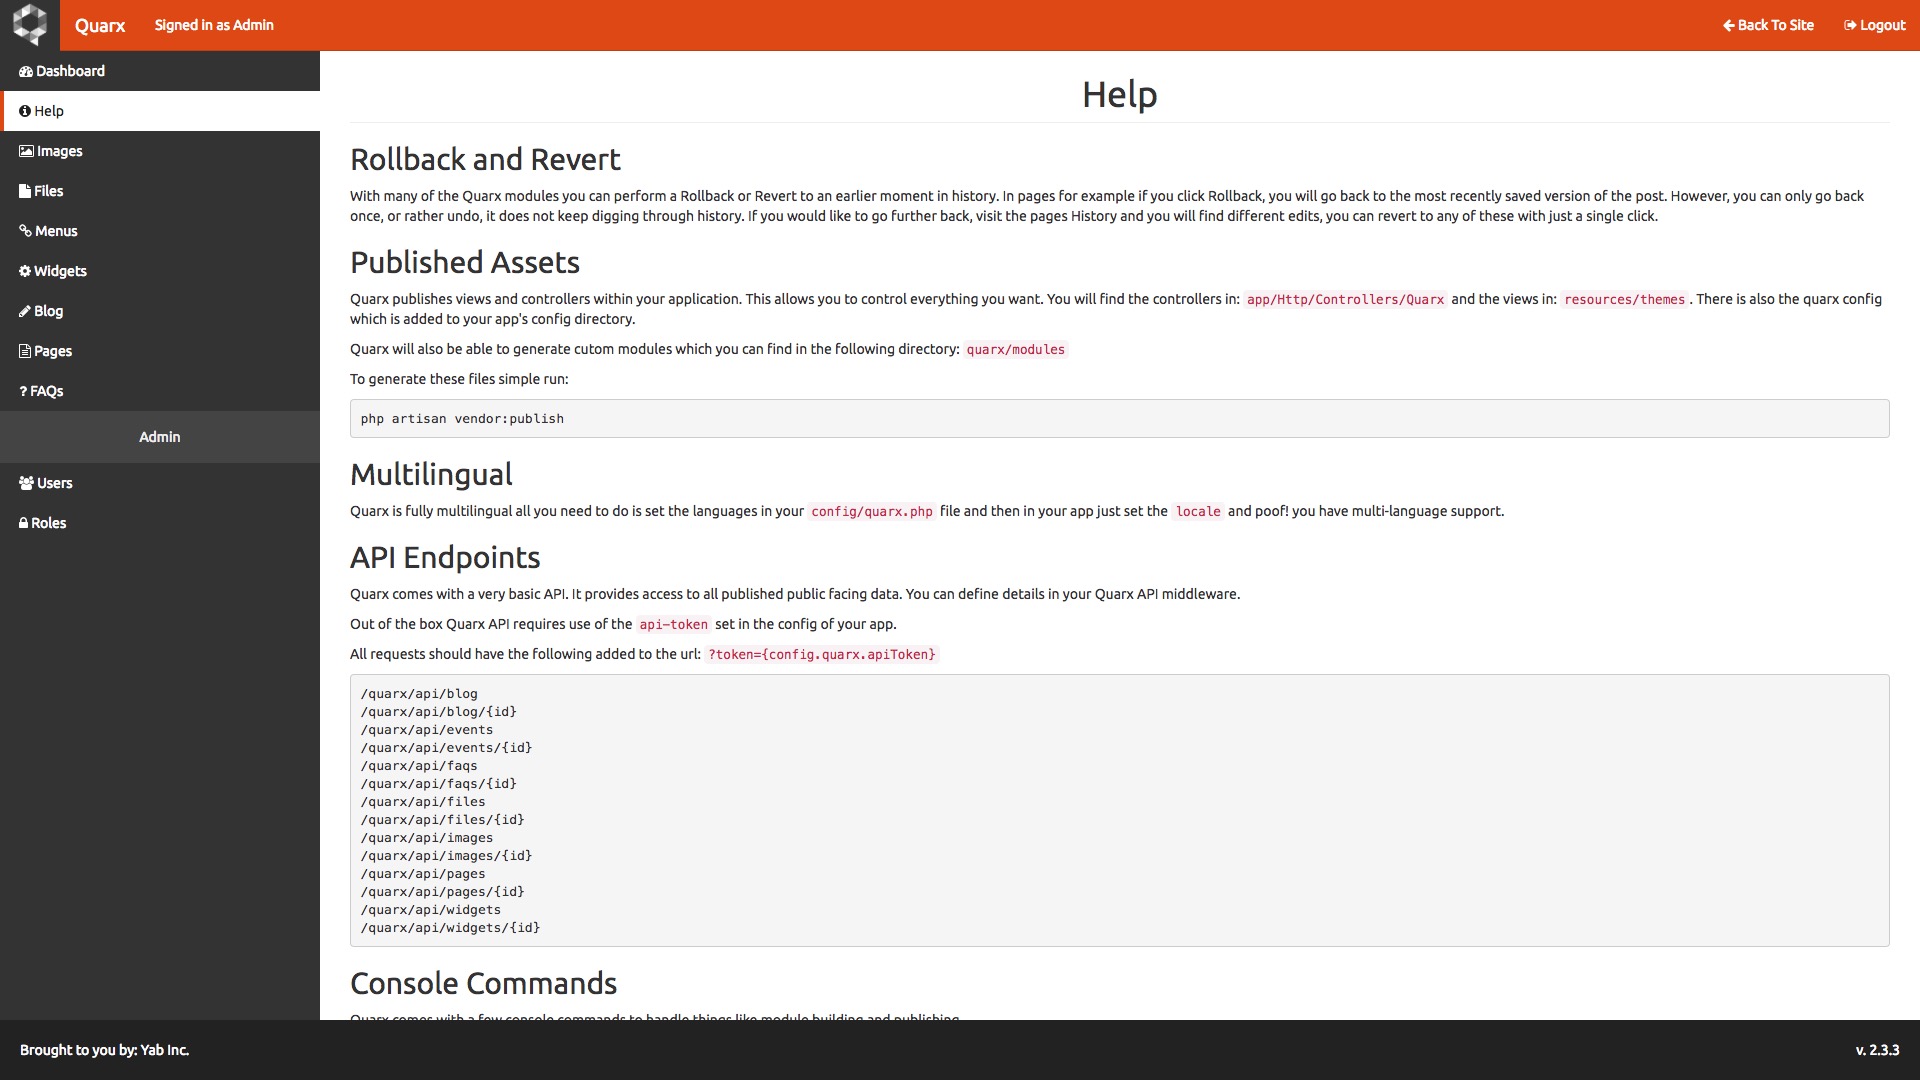 Quarx
Signed in as Admin
Back To Site
Logout
Dashboard
Help
Images
Files
Menus
Widgets
Blog
Pages
? FAQs
Admin
Users
Roles
Help
Rollback and Revert
With many of the Quarx modules you can perform a Rollback or Revert to an earlier moment in history. In pages for example if you click Rollback, you will go back to the most recently saved version of the post. However, you can only go back
once, or rather undo, it does not keep digging through history. If you would like to go further back, visit the pages History and you will find different edits, you can revert to any of these with just a single click.
Published Assets
Quarx publishes views and controllers within your application. This allows you to control everything you want. You will find the controllers in: app/Http/Controllers/Quarx and the views in: resources/themes . There is also the quarx config
which is added to your app's config directory.
Quarx will also be able to generate cutom modules which you can find in the following directory: quarx/modules
To generate these files simple run:
php artisan vendor:publish
Multilingual
Quarx is fully multilingual all you need to do is set the languages in your config/quarx.php file and then in your app just set the locale and poof! you have multi-language support.
API Endpoints
Quarx comes with a very basic API. It provides access to all published public facing data. You can define details in your Quarx API middleware.
Out of the box Quarx API requires use of the api-token set in the config of your app.
All requests should have the following added to the url: ?token={config.quarx.apiToken}
/quarx/api/blog
/quarx/api/blog/{id}
/quarx/api/events
/quarx/api/events/{id}
/quarx/api/faqs
/quarx/api/faqs/{id}
/quarx/api/files
/quarx/api/files/{id}
/quarx/api/images
/quarx/api/images/{id}
/quarx/api/pages
/quarx/api/pages/{id}
/quarx/api/widgets
/quarx/api/widgets/{id}
Console Commands
Quarx comes with a few console commands to handle things like module building and publishing.
Brought to you by: Yab Inc.
v. 2.3.3